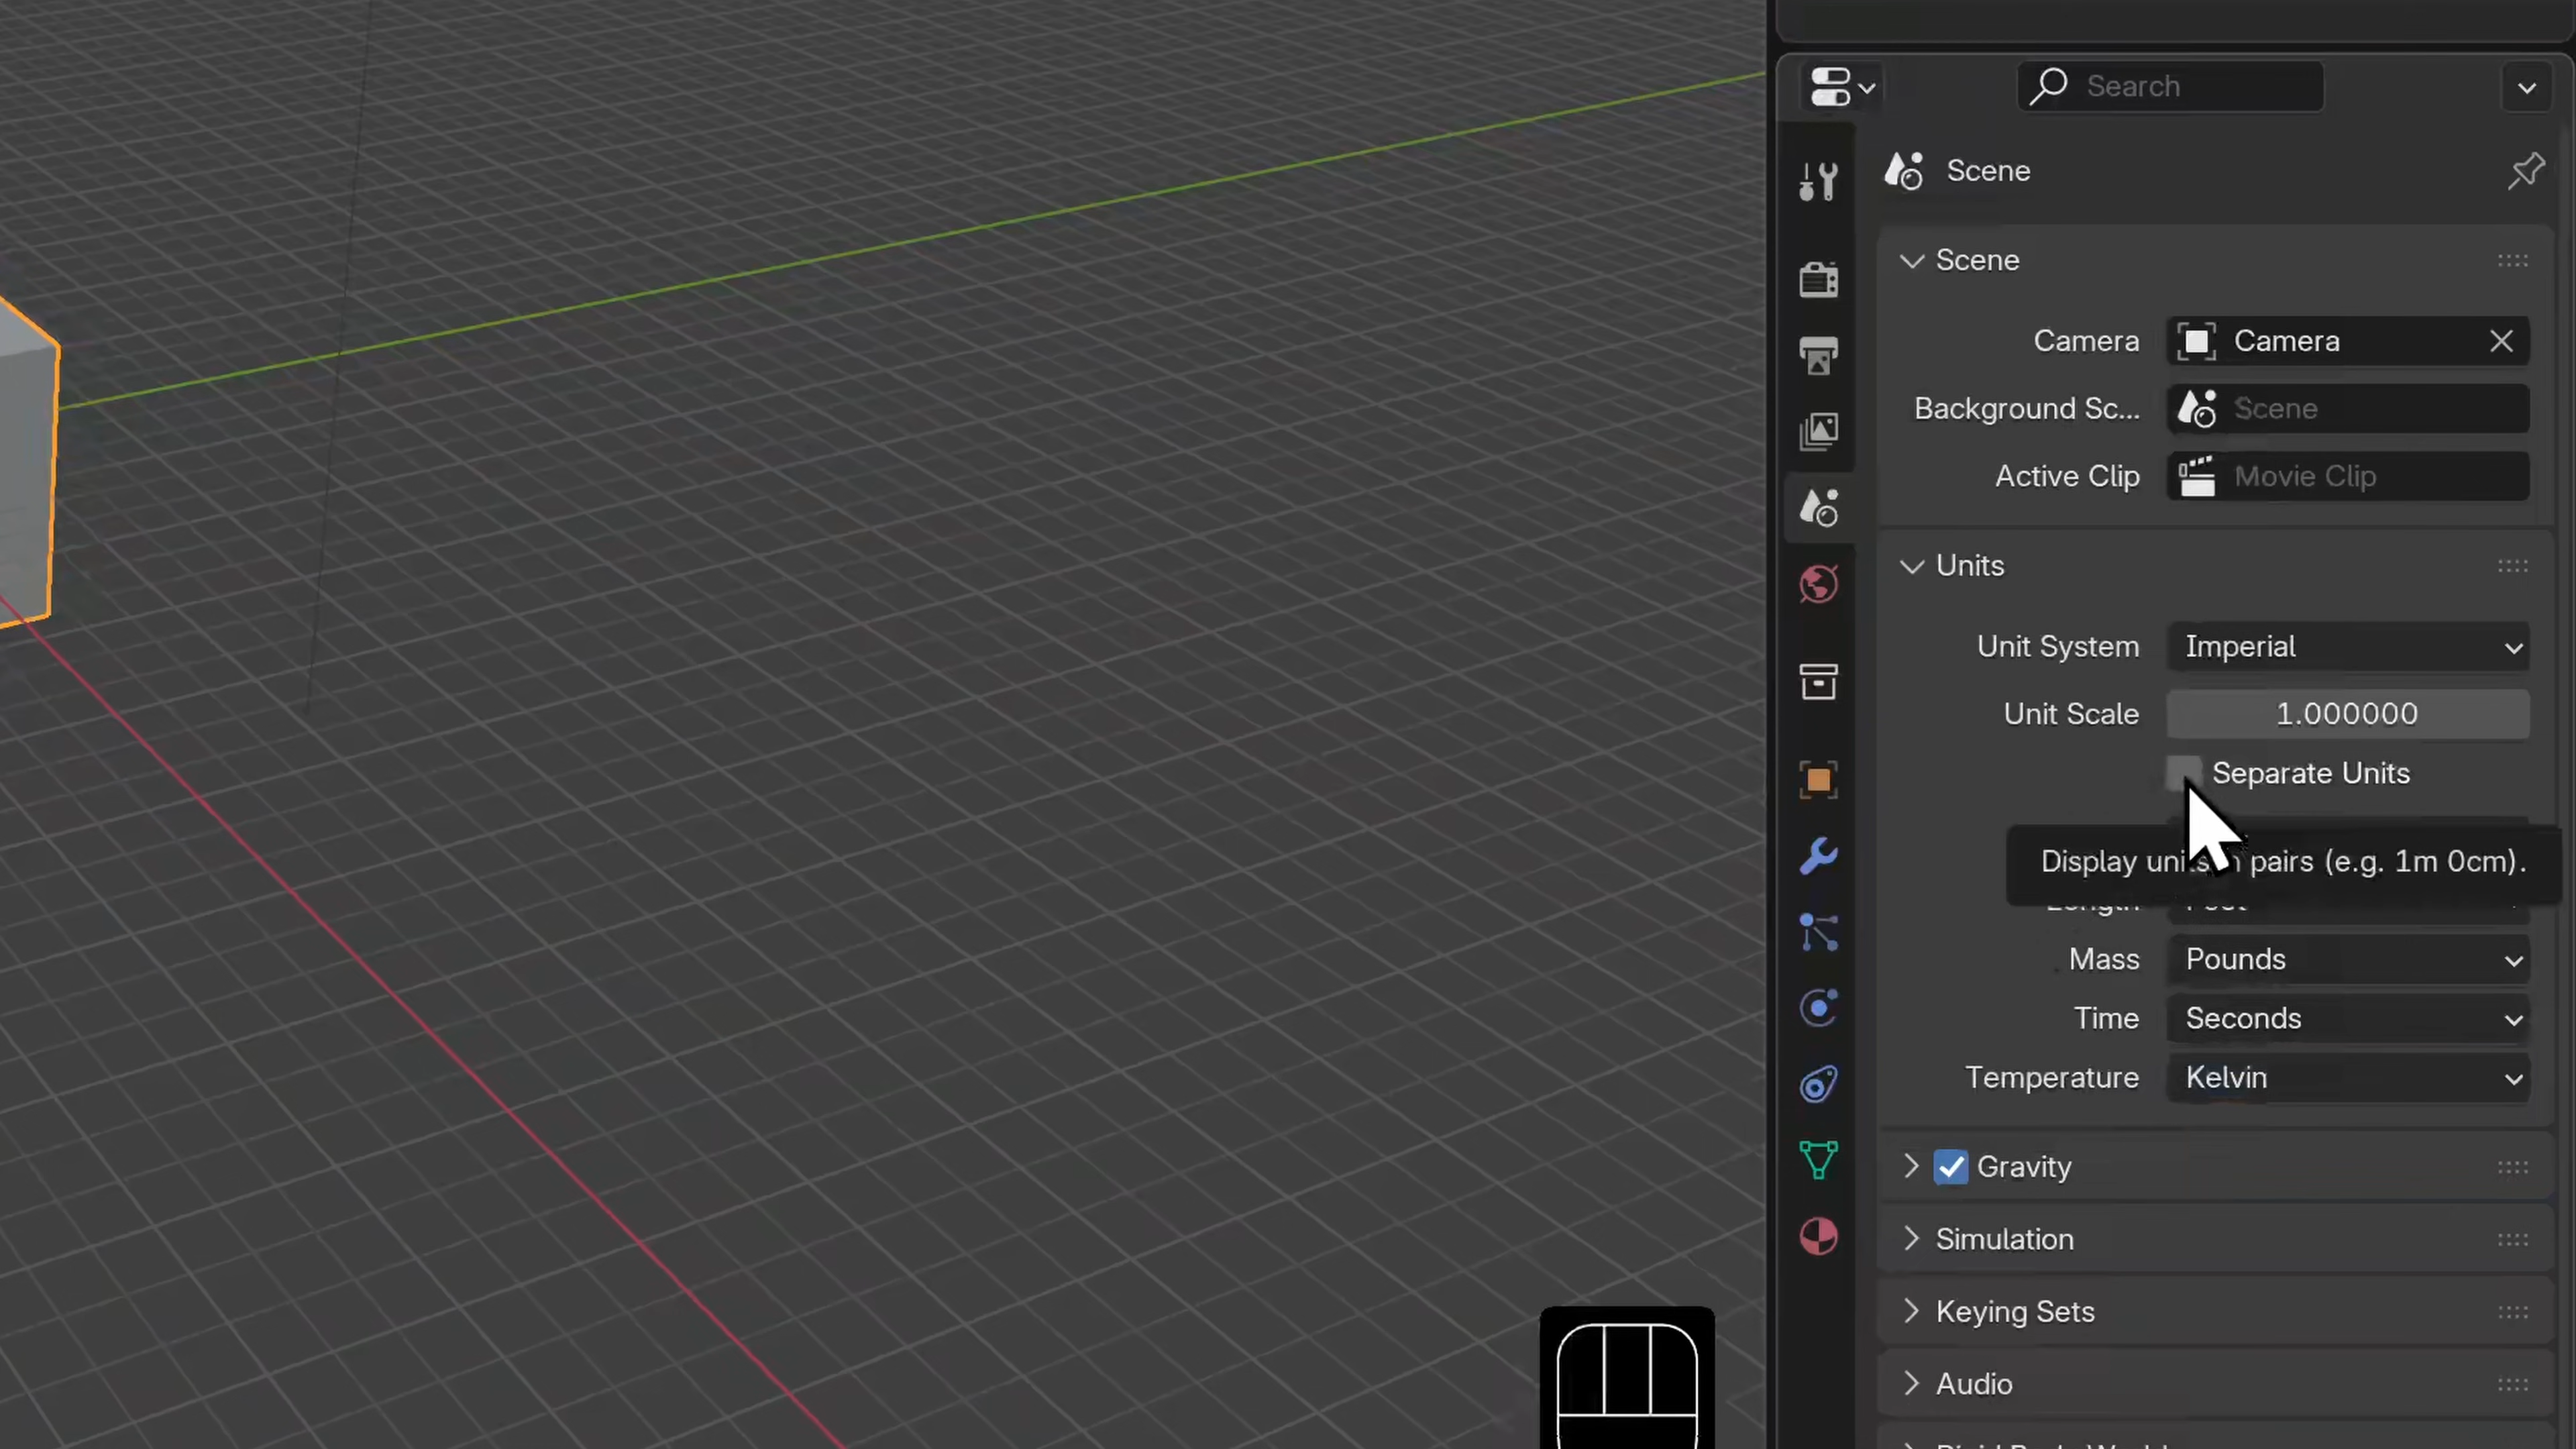 Search
Scene
Scene
Camera Camera
Background Sc... Scene
Active Clip Movie Clip
Units
Unit System Imperial
Unit Scale 1.000000
Separate Units
Display pairs (e.g. 1m 0cm).
Length
Mass Pounds
Time Seconds
Temperature Kelvin
Gravity
Simulation
Keying Sets
Audio